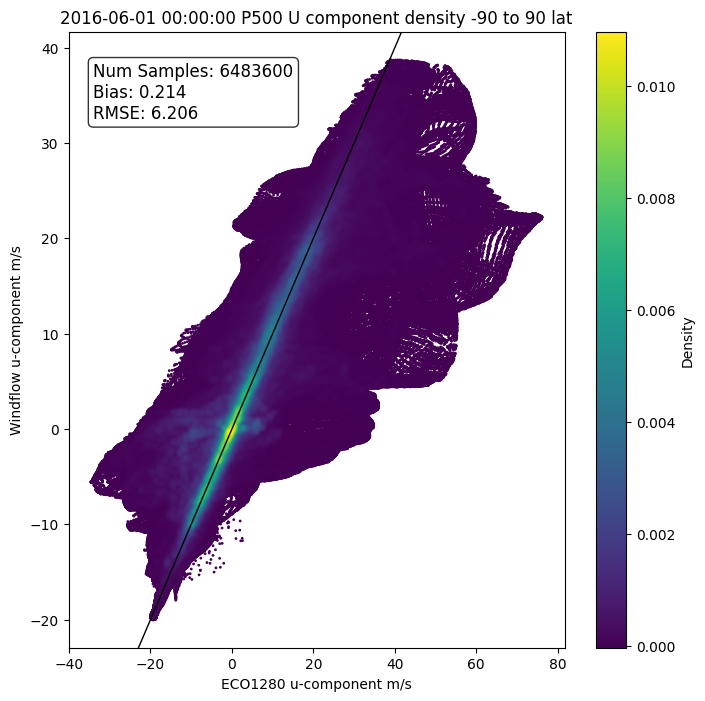 2016-06-01 00:00:00 P500 U component density -90 to 90 lat
Num Samples: 6483600
Bias: 0.214
RMSE: 6.206
Windflow u-component m/s
40
30
20
10
0
−10
−20
−40
−20
0
20
40
60
80
ECO1280 u-component m/s
0.010
0.008
0.006
0.004
0.002
0.000
Density